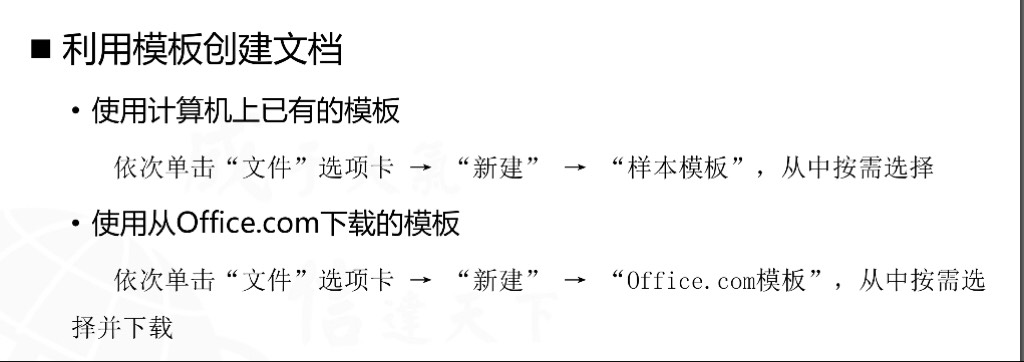 ■ 利用模板创建文档
• 使用计算机上已有的模板
依次单击“文件”选项卡 → “新建” → “样本模板”，从中按需选择
• 使用从Office.com下载的模板
依次单击“文件”选项卡 → “新建” → “Office.com模板”，从中按需选
择并下载